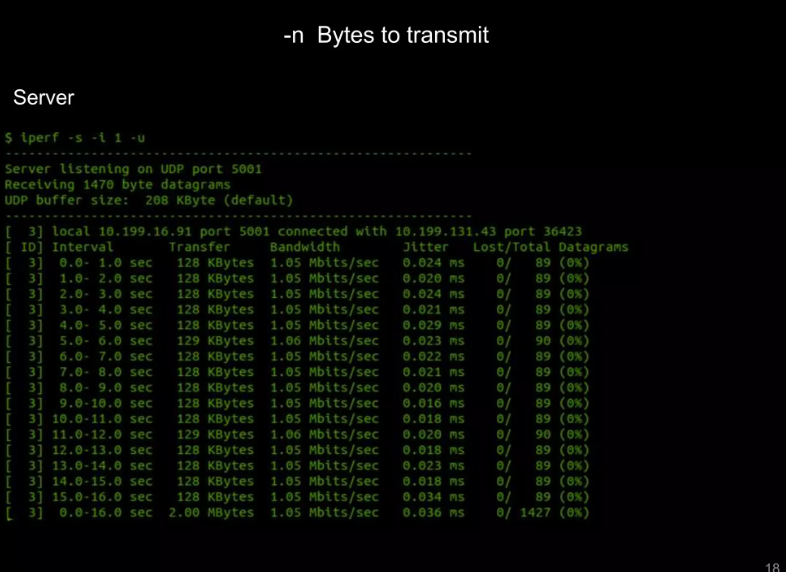 -n  Bytes to transmit
Server
$ iperf -s -i 1 -u
------------------------------------------------------------
Server listening on UDP port 5001
Receiving 1470 byte datagrams
UDP buffer size:  208 KByte (default)
------------------------------------------------------------
[  3] local 10.199.16.91 port 5001 connected with 10.199.131.43 port 36423
[ ID] Interval       Transfer     Bandwidth        Jitter   Lost/Total Datagrams
[  3]  0.0- 1.0 sec   128 KBytes  1.05 Mbits/sec   0.024 ms    0/   89 (0%)
[  3]  1.0- 2.0 sec   128 KBytes  1.05 Mbits/sec   0.020 ms    0/   89 (0%)
[  3]  2.0- 3.0 sec   128 KBytes  1.05 Mbits/sec   0.024 ms    0/   89 (0%)
[  3]  3.0- 4.0 sec   128 KBytes  1.05 Mbits/sec   0.021 ms    0/   89 (0%)
[  3]  4.0- 5.0 sec   128 KBytes  1.05 Mbits/sec   0.029 ms    0/   89 (0%)
[  3]  5.0- 6.0 sec   129 KBytes  1.06 Mbits/sec   0.023 ms    0/   90 (0%)
[  3]  6.0- 7.0 sec   128 KBytes  1.05 Mbits/sec   0.022 ms    0/   89 (0%)
[  3]  7.0- 8.0 sec   128 KBytes  1.05 Mbits/sec   0.021 ms    0/   89 (0%)
[  3]  8.0- 9.0 sec   128 KBytes  1.05 Mbits/sec   0.020 ms    0/   89 (0%)
[  3]  9.0-10.0 sec   128 KBytes  1.05 Mbits/sec   0.016 ms    0/   89 (0%)
[  3] 10.0-11.0 sec   128 KBytes  1.05 Mbits/sec   0.018 ms    0/   89 (0%)
[  3] 11.0-12.0 sec   129 KBytes  1.06 Mbits/sec   0.020 ms    0/   90 (0%)
[  3] 12.0-13.0 sec   128 KBytes  1.05 Mbits/sec   0.018 ms    0/   89 (0%)
[  3] 13.0-14.0 sec   128 KBytes  1.05 Mbits/sec   0.023 ms    0/   89 (0%)
[  3] 14.0-15.0 sec   128 KBytes  1.05 Mbits/sec   0.018 ms    0/   89 (0%)
[  3] 15.0-16.0 sec   128 KBytes  1.05 Mbits/sec   0.034 ms    0/   89 (0%)
[  3]  0.0-16.0 sec  2.00 MBytes  1.05 Mbits/sec   0.036 ms    0/ 1427 (0%)
18